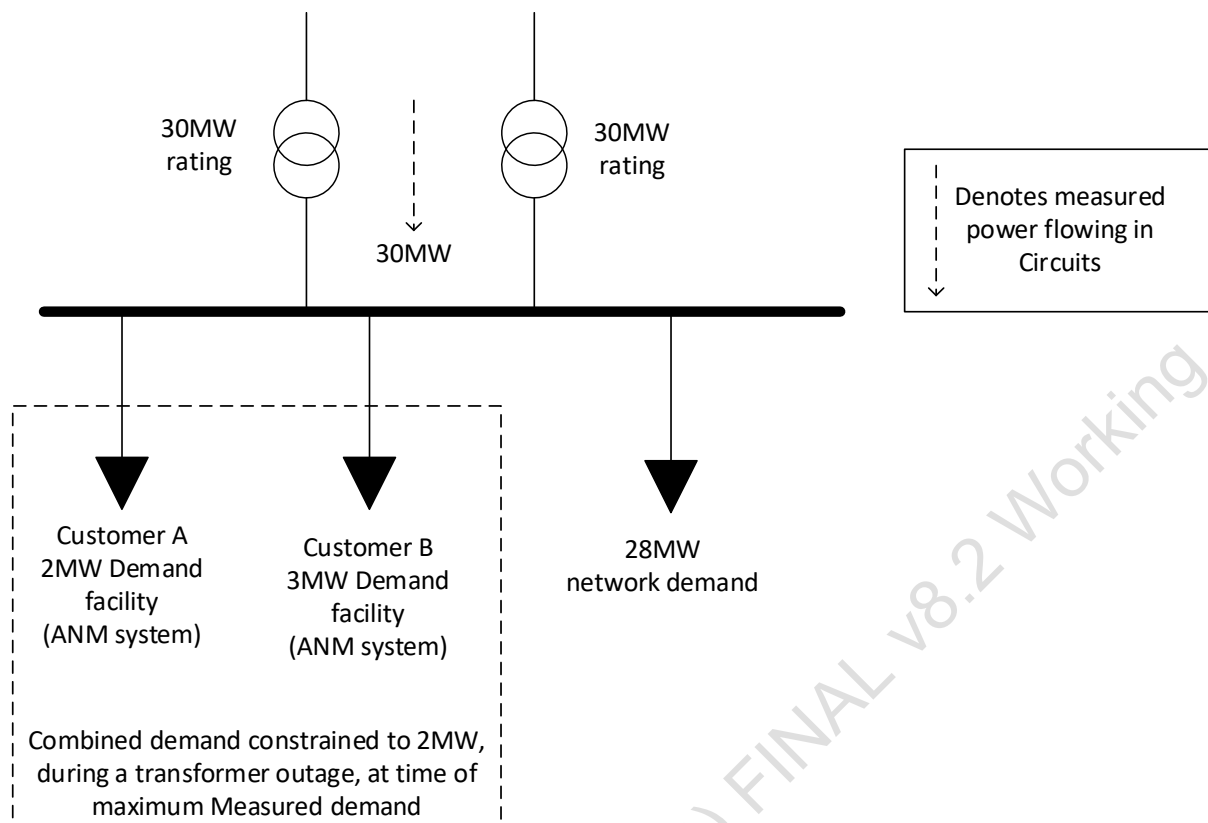 30MW
rating
30MW
30MW
rating
Denotes measured
power flowing in
Circuits
Customer A
2MW Demand
facility
(ANM system)
Customer B
3MW Demand
facility
(ANM system)
28MW
network demand
Combined demand constrained to 2MW,
during a transformer outage, at time of
maximum Measured demand
) FINAL v8.2 Working